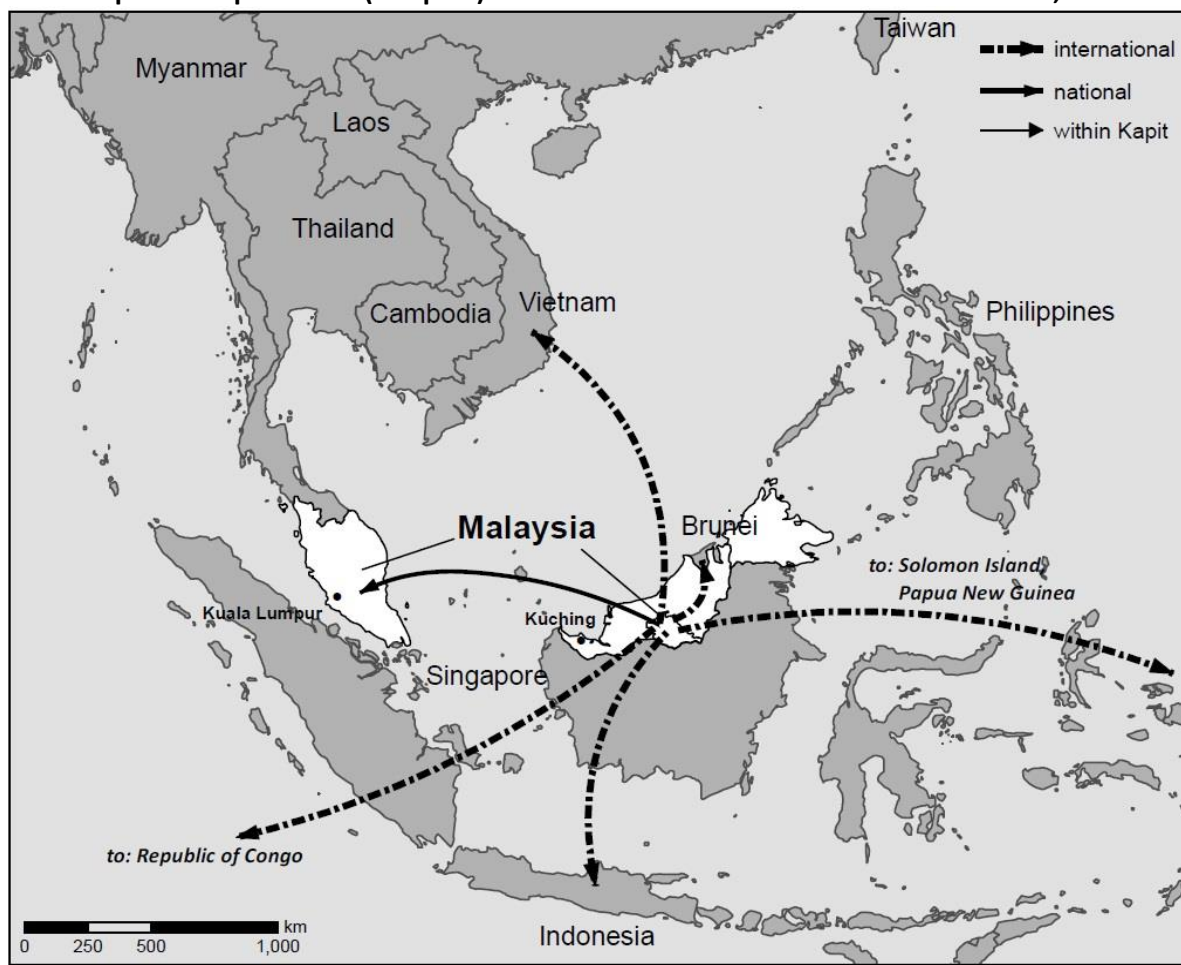 Taiwan
international
national
within Kapit
Myanmar
Laos
Thailand
Cambodia
Vietnam
Philippines
Malaysia
Brunei
to: Solomon Island,
Papua New Guinea
Kuala Lumpur
Kuching
Singapore
to: Republic of Congo
km
0 250 500 1,000
Indonesia